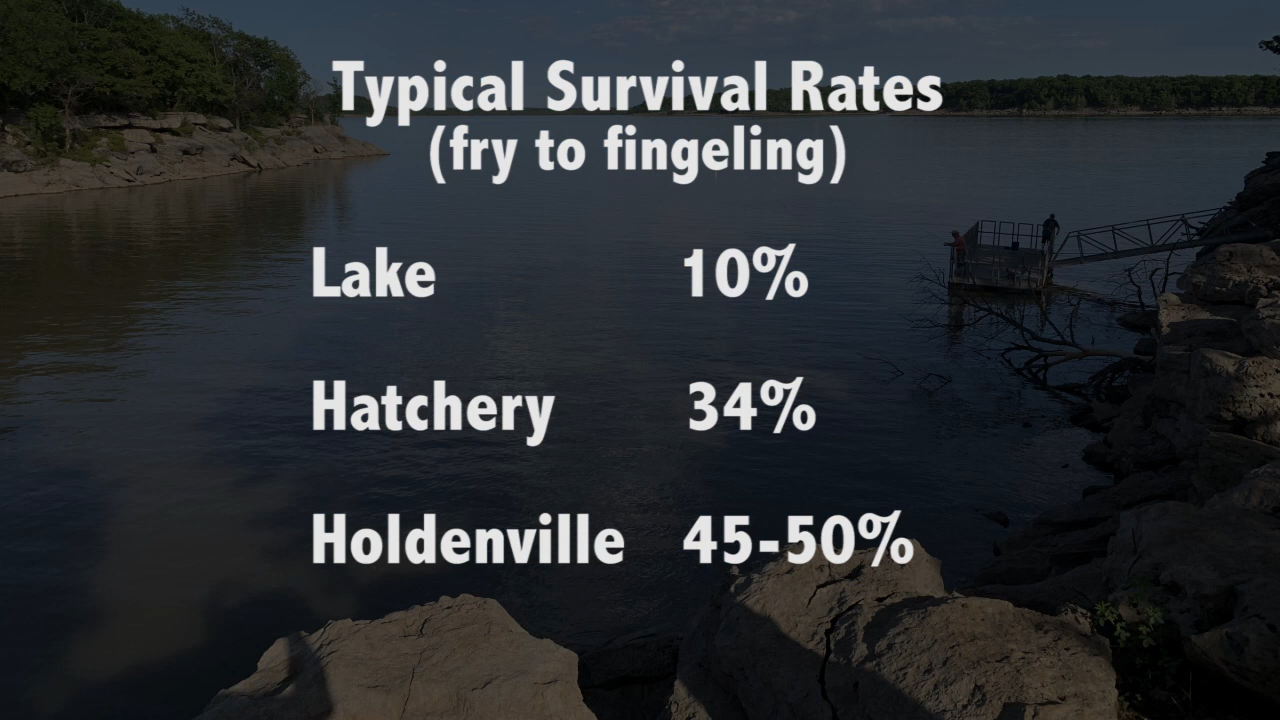 Typical Survival Rates
(fry to fingeling)
Lake 10%
Hatchery 34%
Holdenville 45-50%